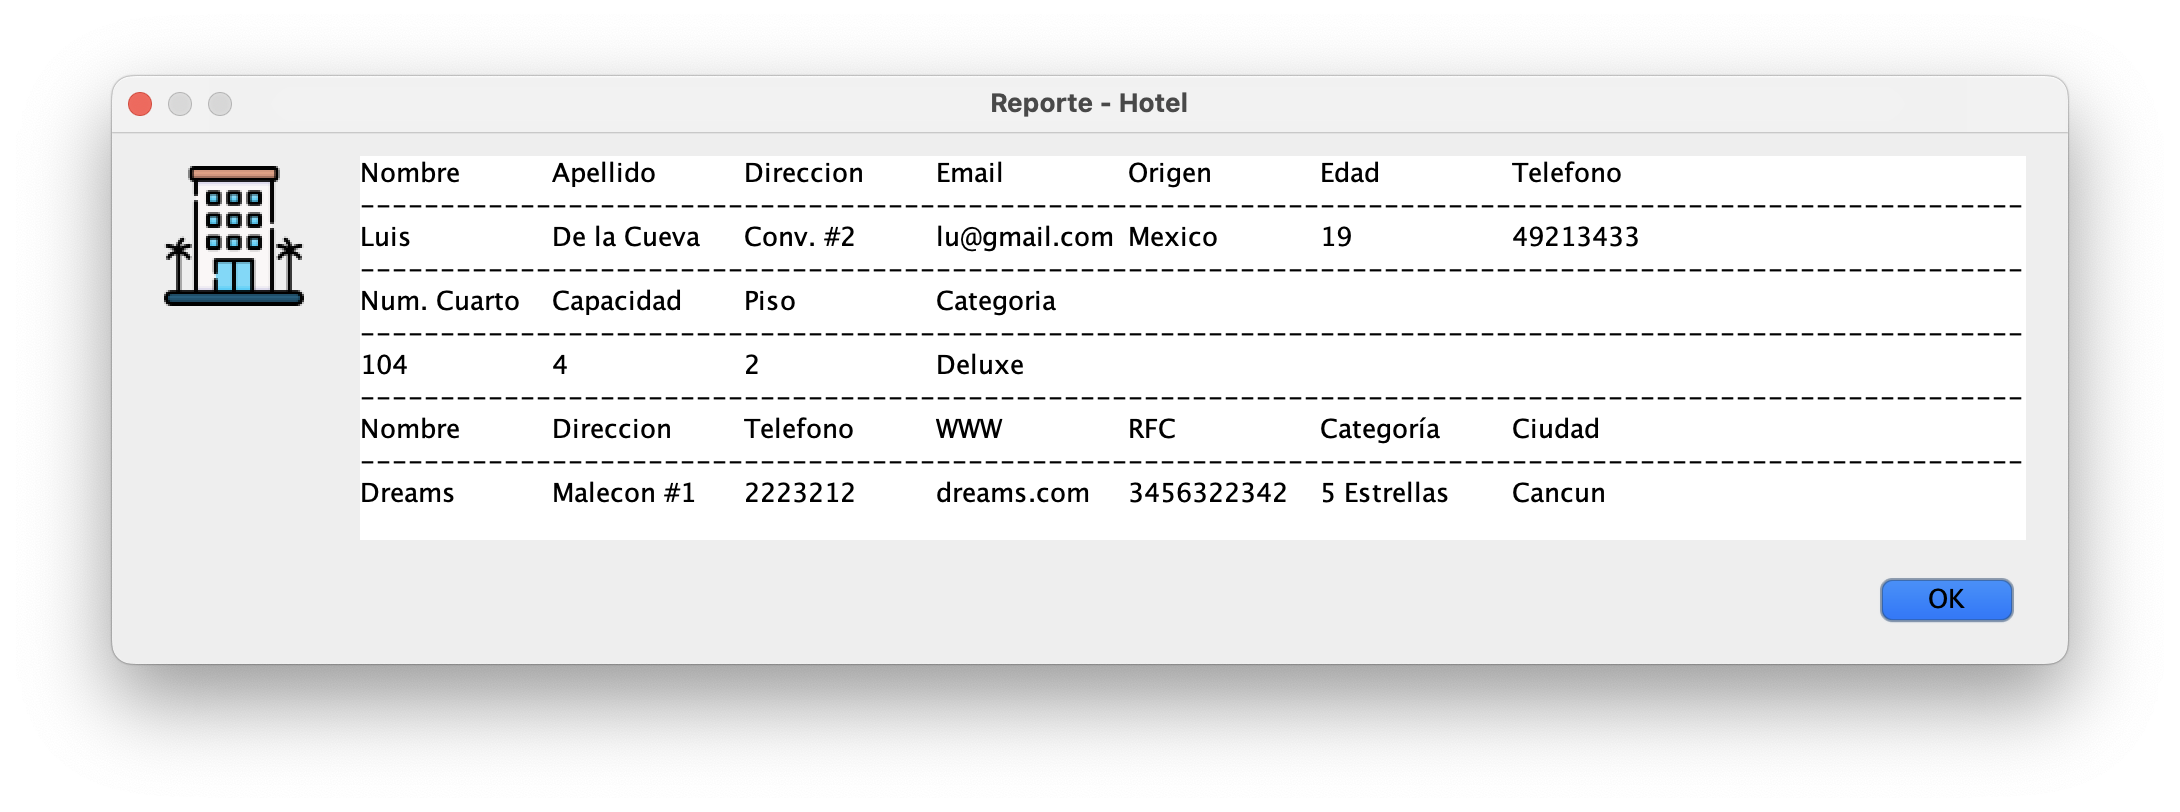 Reporte - Hotel
Nombre Apellido Direccion Email Origen Edad Telefono
--------------------------------------------------------------------------------------------------------
Luis De la Cueva Conv. #2 lu@gmail.com Mexico 19 49213433
--------------------------------------------------------------------------------------------------------
Num. Cuarto Capacidad Piso Categoria
--------------------------------------------------------------------------------------------------------
104 4 2 Deluxe
--------------------------------------------------------------------------------------------------------
Nombre Direccion Telefono WWW RFC Categoría Ciudad
--------------------------------------------------------------------------------------------------------
Dreams Malecon #1 2223212 dreams.com 3456322342 5 Estrellas Cancun
OK